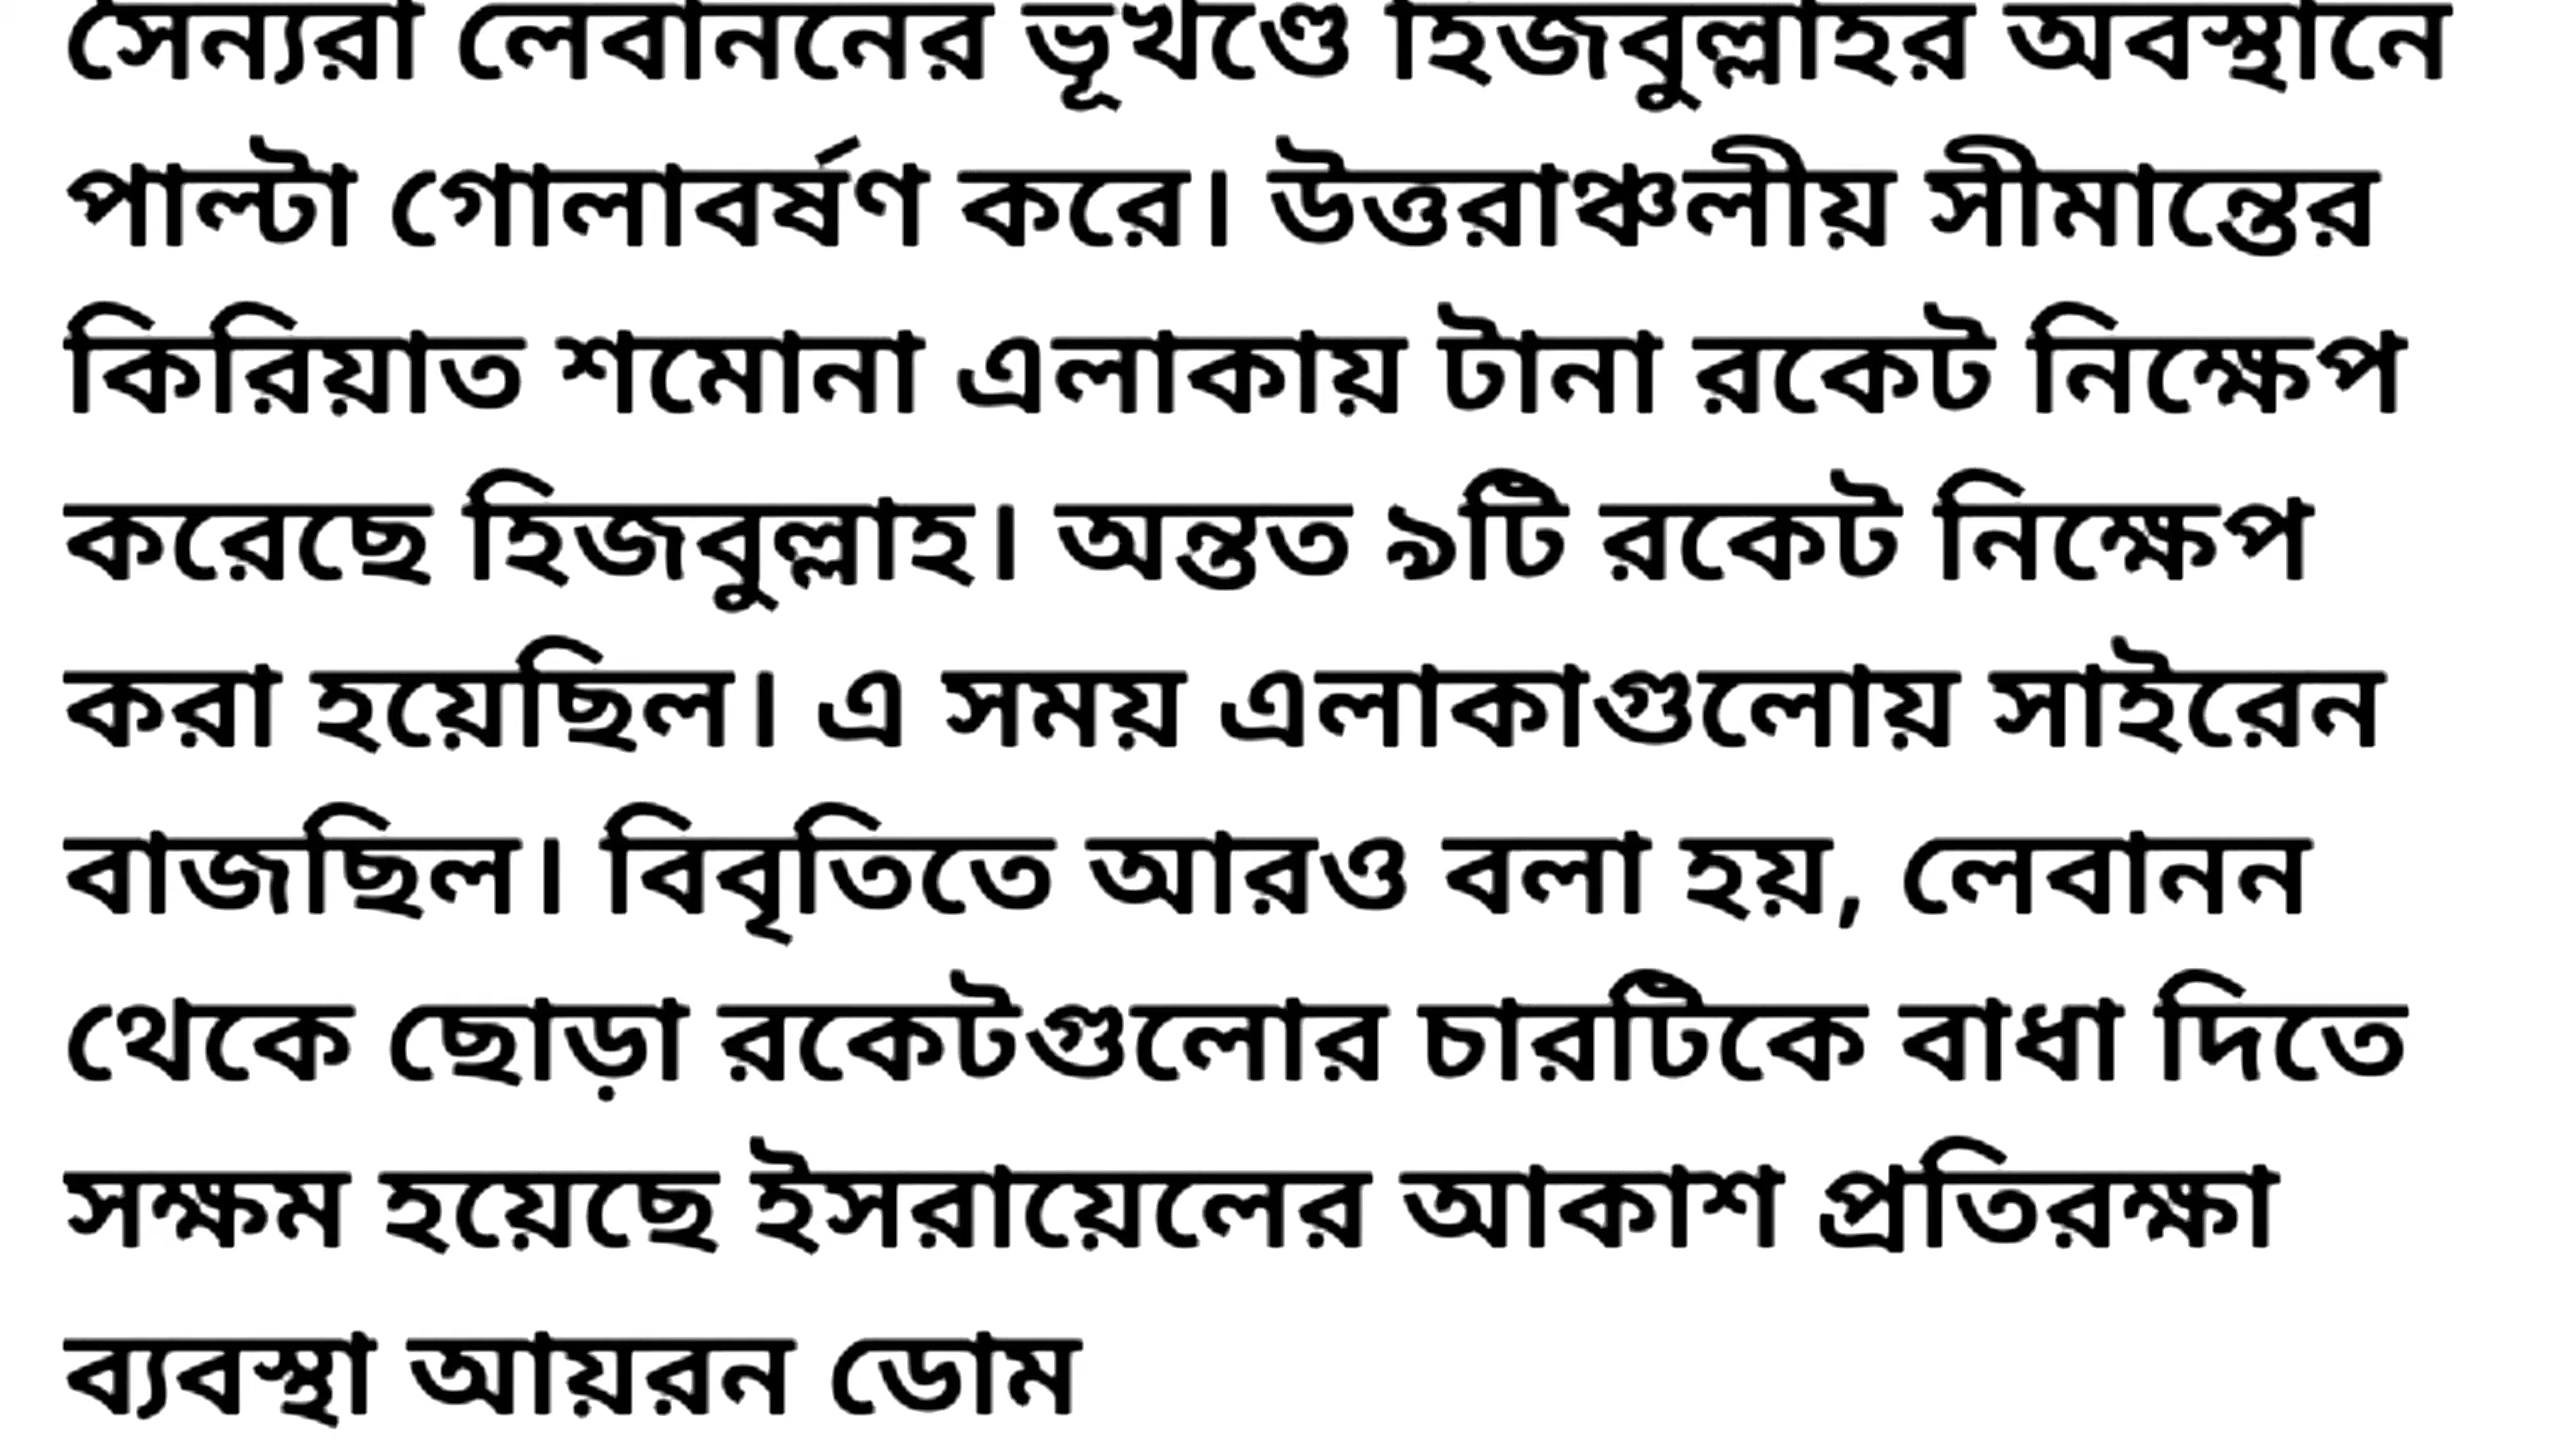 সৈন্যরা লেবাননের ভূখণ্ডে হিজবুল্লাহর অবস্থানে
পাল্টা গোলাবর্ষণ করে। উত্তরাঞ্চলীয় সীমান্তের
কিরিয়াত শমোনা এলাকায় টানা রকেট নিক্ষেপ
করেছে হিজবুল্লাহ। অন্তত ৯টি রকেট নিক্ষেপ
করা হয়েছিল। এ সময় এলাকাগুলোয় সাইরেন
বাজছিল। বিবৃতিতে আরও বলা হয়, লেবানন
থেকে ছোড়া রকেটগুলোর চারটিকে বাধা দিতে
সক্ষম হয়েছে ইসরায়েলের আকাশ প্রতিরক্ষা
ব্যবস্থা আয়রন ডোম